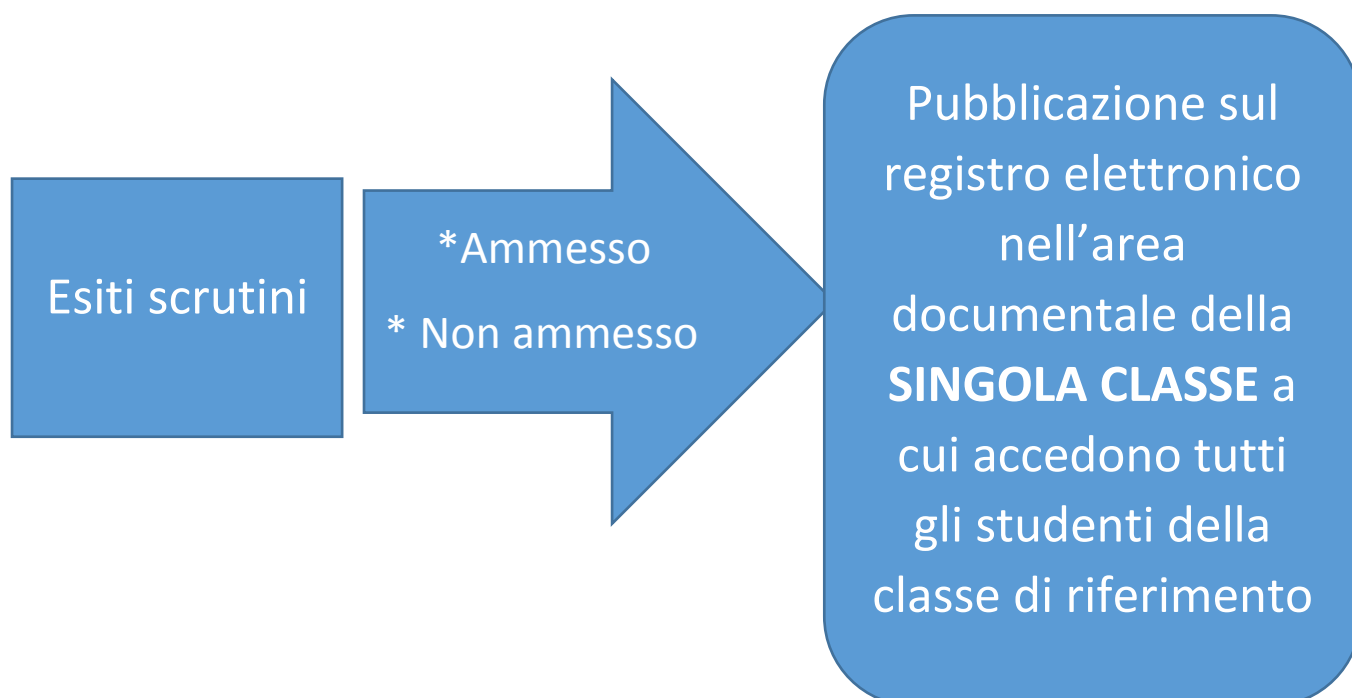 Esiti scrutini
*Ammesso
* Non ammesso
Pubblicazione sul
registro elettronico
nell’area
documentale della
SINGOLA CLASSE a
cui accedono tutti
gli studenti della
classe di riferimento